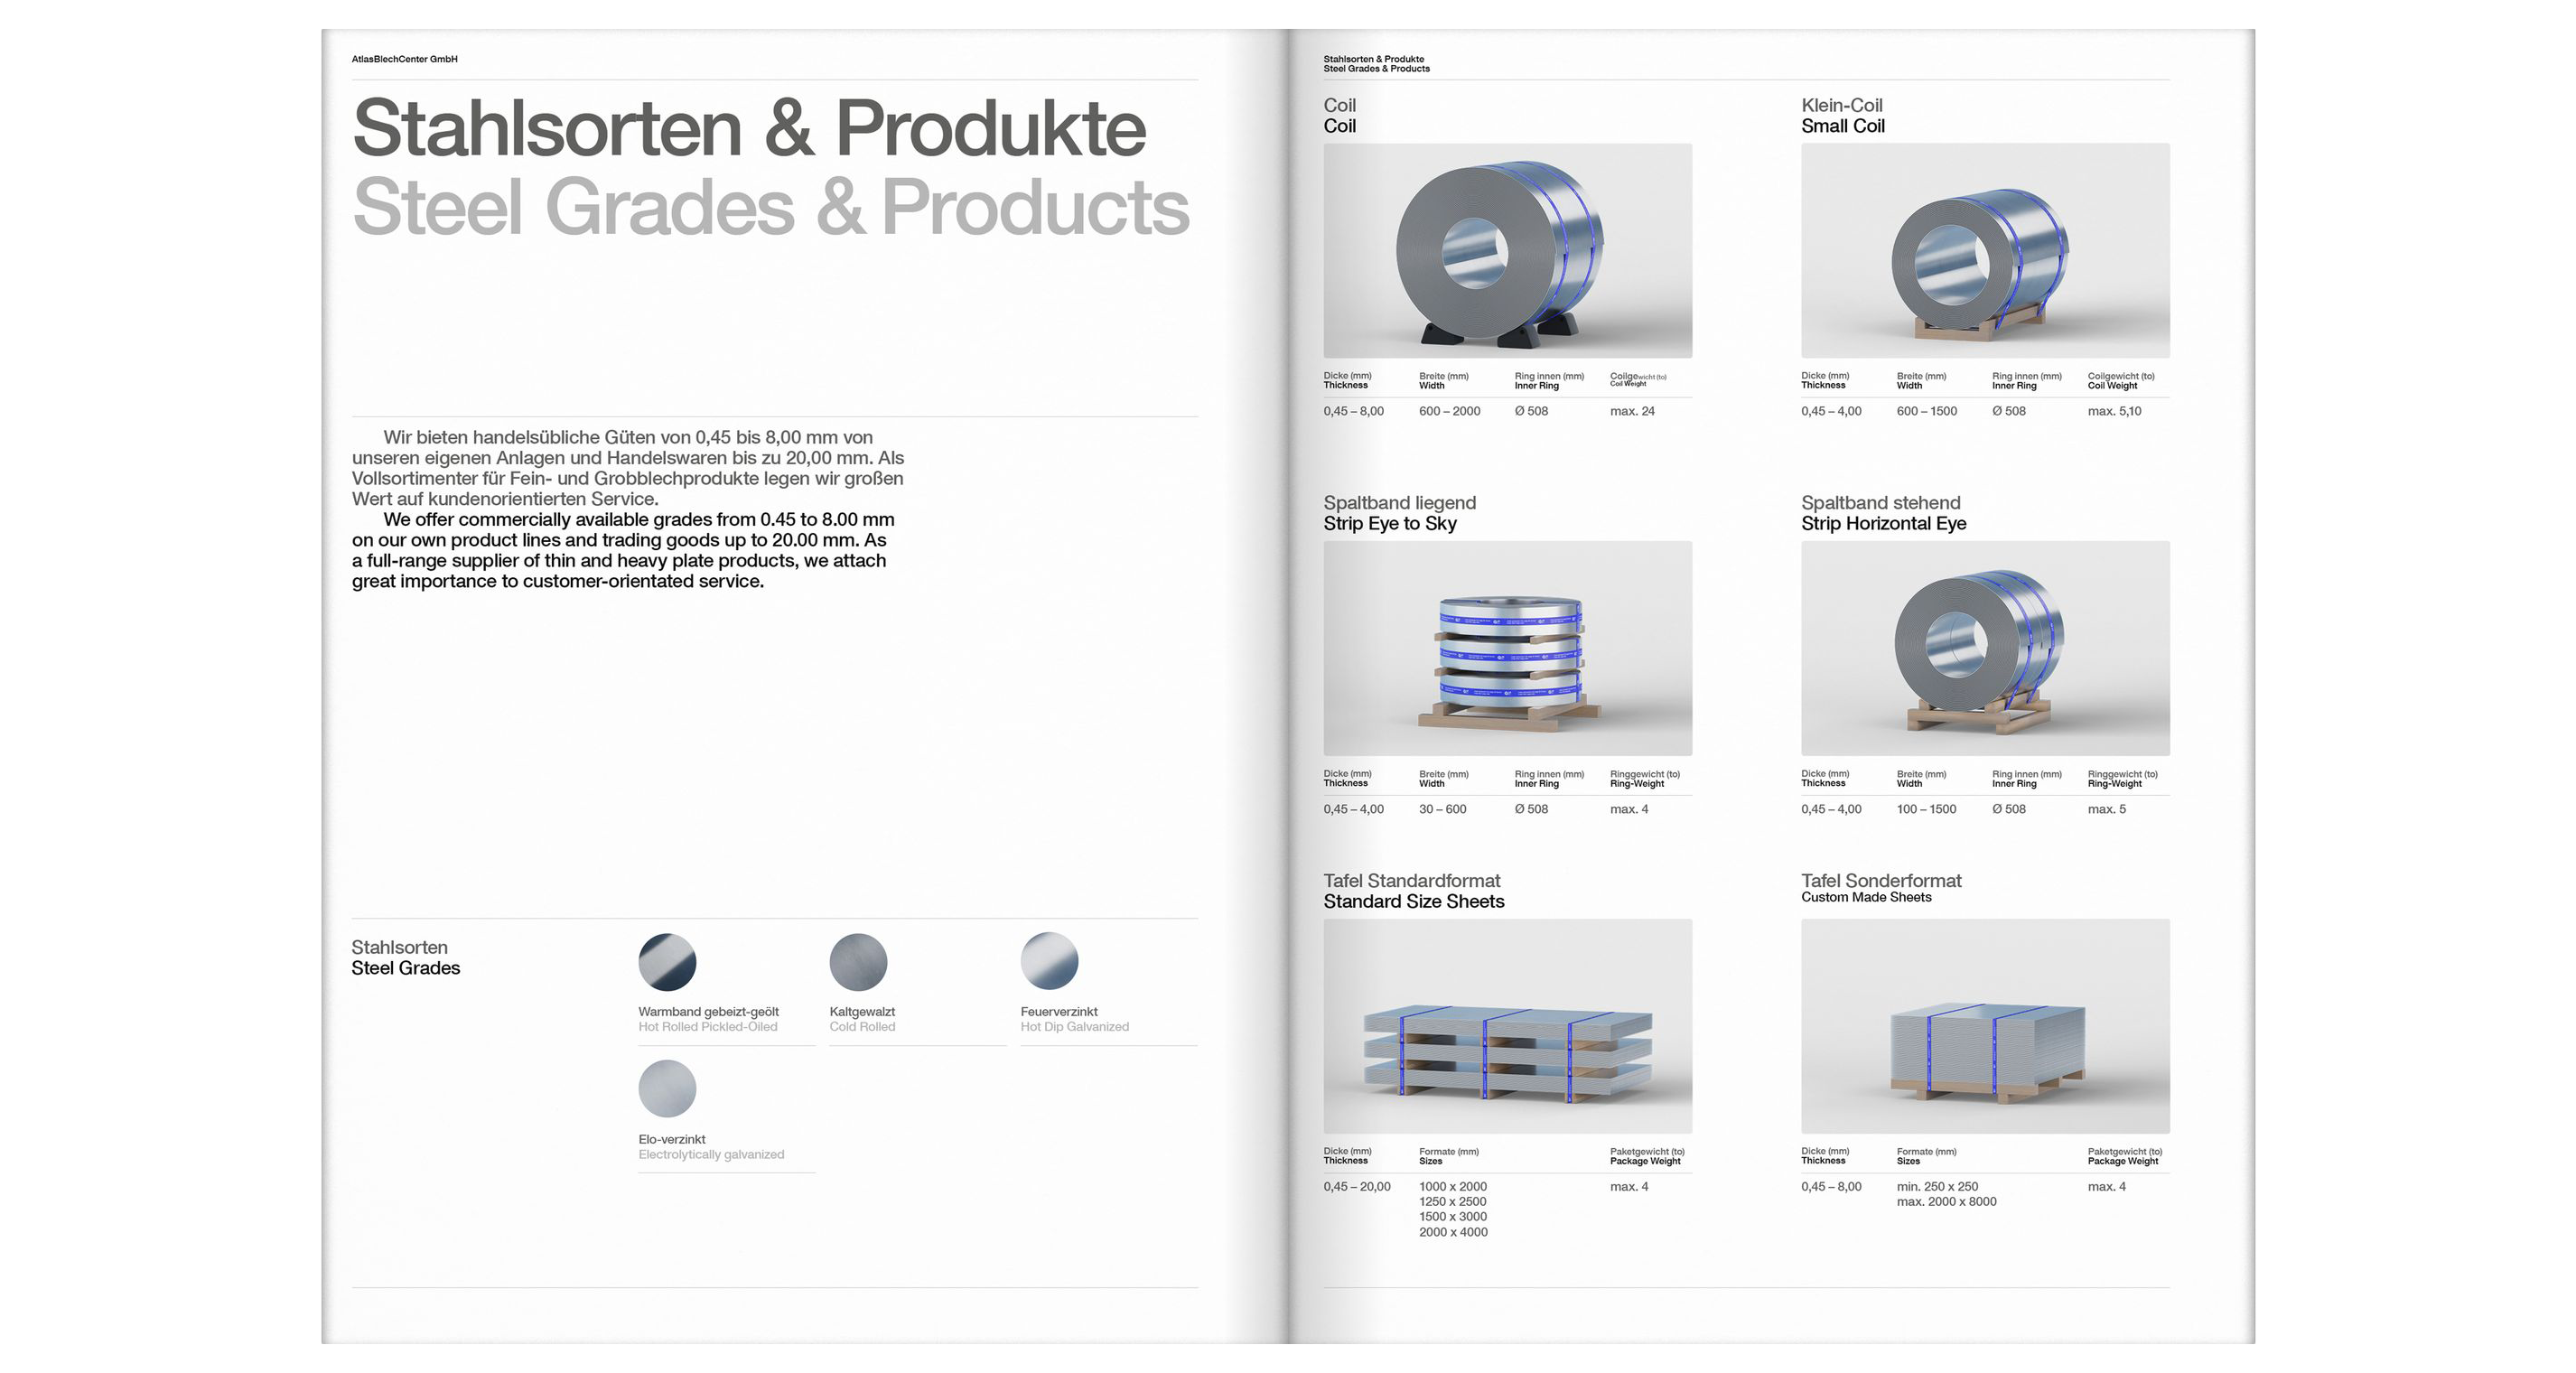 AtlasBlechCenter GmbH
Stahlsorten & Produkte
Steel Grades & Products
Wir bieten handelsübliche Güten von 0,45 bis 8,00 mm von
unseren eigenen Anlagen und Handelswaren bis zu 20,00 mm. Als
Vollsortimenter für Fein- und Grobblechprodukte legen wir großen
Wert auf kundenorientierten Service.
We offer commercially available grades from 0.45 to 8.00 mm
on our own product lines and trading goods up to 20.00 mm. As
a full-range supplier of thin and heavy plate products, we attach
great importance to customer-orientated service.
Stahlsorten
Steel Grades
Warmband gebeizt-geölt
Hot Rolled Pickled-Oiled
Kaltgewalzt
Cold Rolled
Feuerverzinkt
Hot Dip Galvanized
Elo-verzinkt
Electrolytically galvanized
Stahlsorten & Produkte
Steel Grades & Products
Coil
Coil
Dicke (mm) Breite (mm) Ring innen (mm) Coilgewicht (to)
Thickness Width Inner Ring Coil Weight
0,45 – 8,00 600 – 2000 Ø 508 max. 24
Klein-Coil
Small Coil
Dicke (mm) Breite (mm) Ring innen (mm) Coilgewicht (to)
Thickness Width Inner Ring Coil Weight
0,45 – 4,00 600 – 1500 Ø 508 max. 5,10
Spaltband liegend
Strip Eye to Sky
Dicke (mm) Breite (mm) Ring innen (mm) Ringgewicht (to)
Thickness Width Inner Ring Ring-Weight
0,45 – 4,00 30 – 600 Ø 508 max. 4
Spaltband stehend
Strip Horizontal Eye
Dicke (mm) Breite (mm) Ring innen (mm) Ringgewicht (to)
Thickness Width Inner Ring Ring-Weight
0,45 – 4,00 100 – 1500 Ø 508 max. 5
Tafel Standardformat
Standard Size Sheets
Dicke (mm) Formate (mm) Paketgewicht (to)
Thickness Sizes Package Weight
0,45 – 20,00 1000 x 2000 max. 4
1250 x 2500
1500 x 3000
2000 x 4000
Tafel Sonderformat
Custom Made Sheets
Dicke (mm) Formate (mm) Paketgewicht (to)
Thickness Sizes Package Weight
0,45 – 8,00 min. 250 x 250 max. 4
max. 2000 x 8000